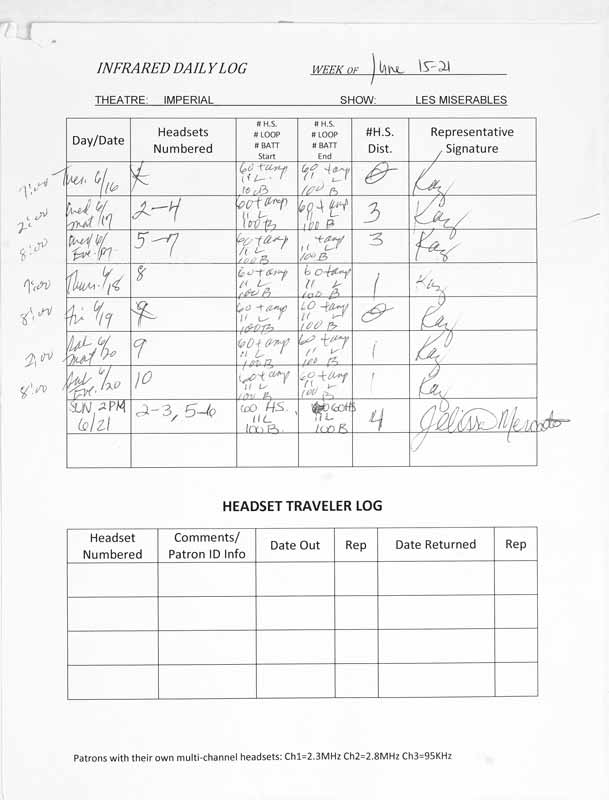 INFRARED DAILY LOG WEEK OF June 15-21
THEATRE: IMPERIAL SHOW: LES MISERABLES
Day/Date Headsets Numbered # H.S. # LOOP # BATT Start # H.S. # LOOP # BATT End #H.S. Dist. Representative Signature
7:00 Tues. 6/16 60 + amp 11 L 100 B 60 + amp 11 L 100 B 0 Kay
2:00 Wed 6/17 mat 2-4 60 + amp 11 L 100 B 60 + amp 11 L 100 B 3 Kay
8:00 Wed 6/17 Eve. 5-7 60 + amp 11 L 100 B + amp 11 L 100 B 3 Kay
7:00 Thurs. 6/18 8 60 + amp 11 L 100 B 60 + amp 11 L 100 B 1 Kay
8:00 Fri 6/19 9 60 + amp 11 L 100 B 60 + amp 11 L 100 B 0 Kay
2:00 Sat 6/20 mat 9 60 + amp 11 L 100 B 60 + amp 11 L 100 B 1 Kay
8:00 Sat 6/20 Eve. 10 60 + amp 11 L 100 B 60 + amp 11 L 100 B 1 Kay
SUN, 2PM 6/21 2-3, 5-6 60 HS. 11 L 100 B. 60 HS 11 L 100 B 4 Jelissa
HEADSET TRAVELER LOG
Headset Numbered Comments/ Patron ID Info Date Out Rep Date Returned Rep
Patrons with their own multi-channel headsets: Ch1=2.3MHz Ch2=2.8MHz Ch3=95KHz